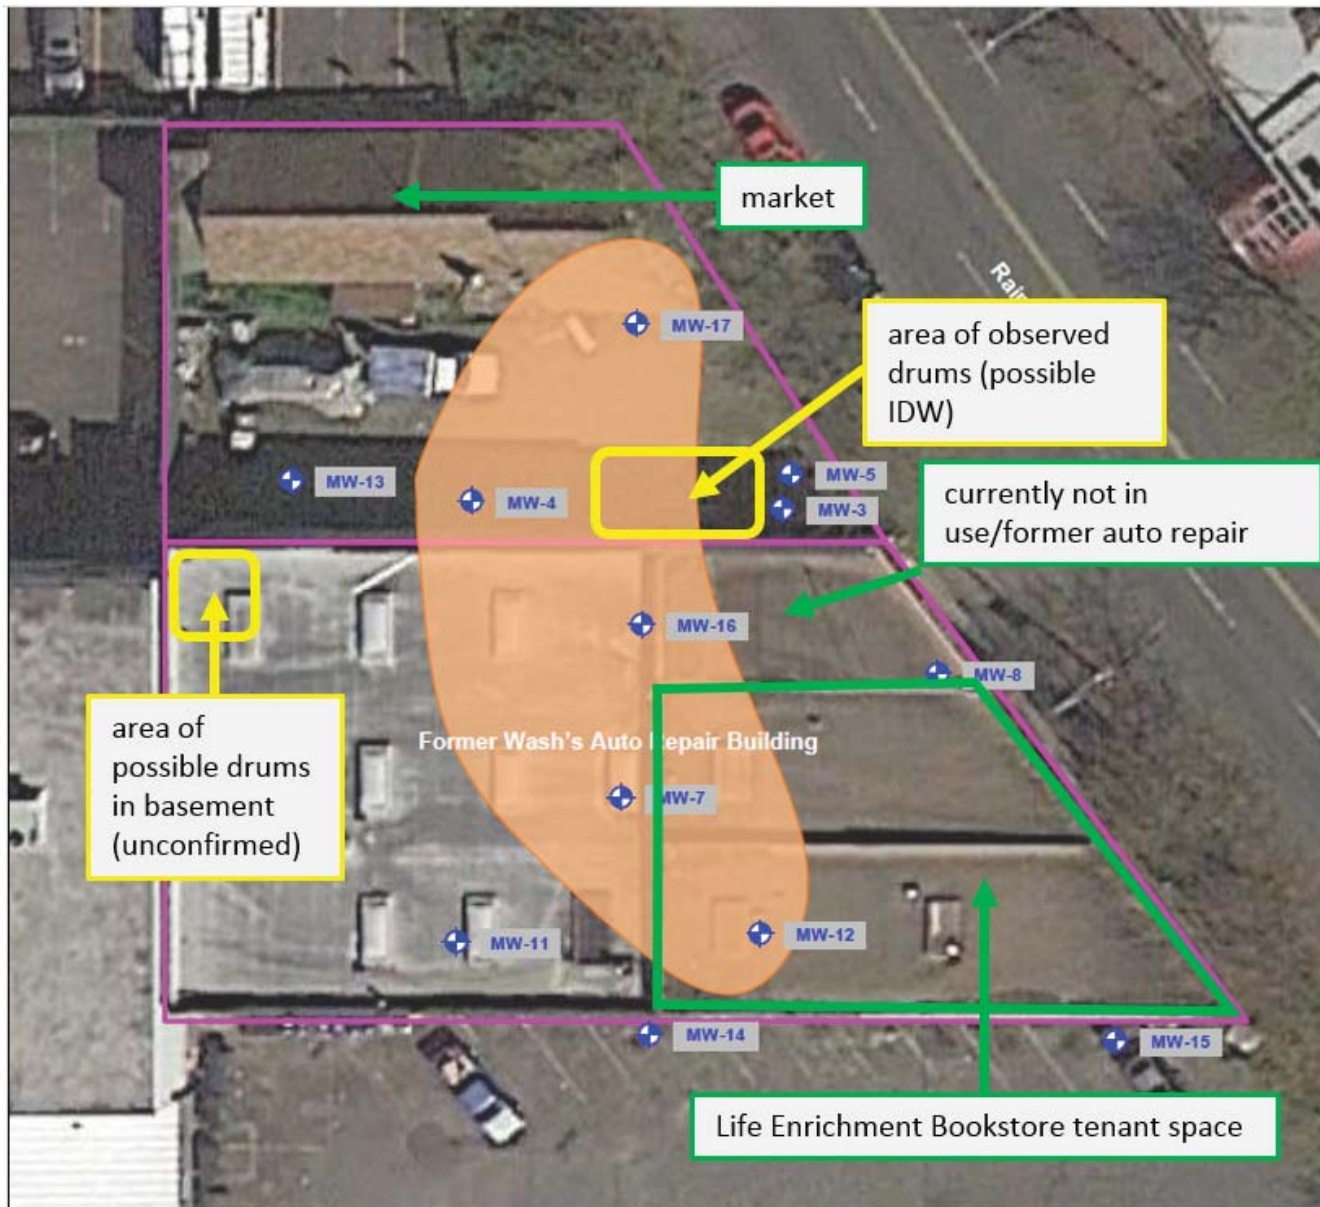 market
Rain
MW-17
area of observed
drums (possible
IDW)
MW-5
MW-13
MW-4
MW-3
currently not in
use/former auto repair
MW-16
MW-8
area of
possible drums
in basement
(unconfirmed)
Former Wash's Auto Repair Building
MW-7
MW-12
MW-11
MW-14
MW-15
Life Enrichment Bookstore tenant space